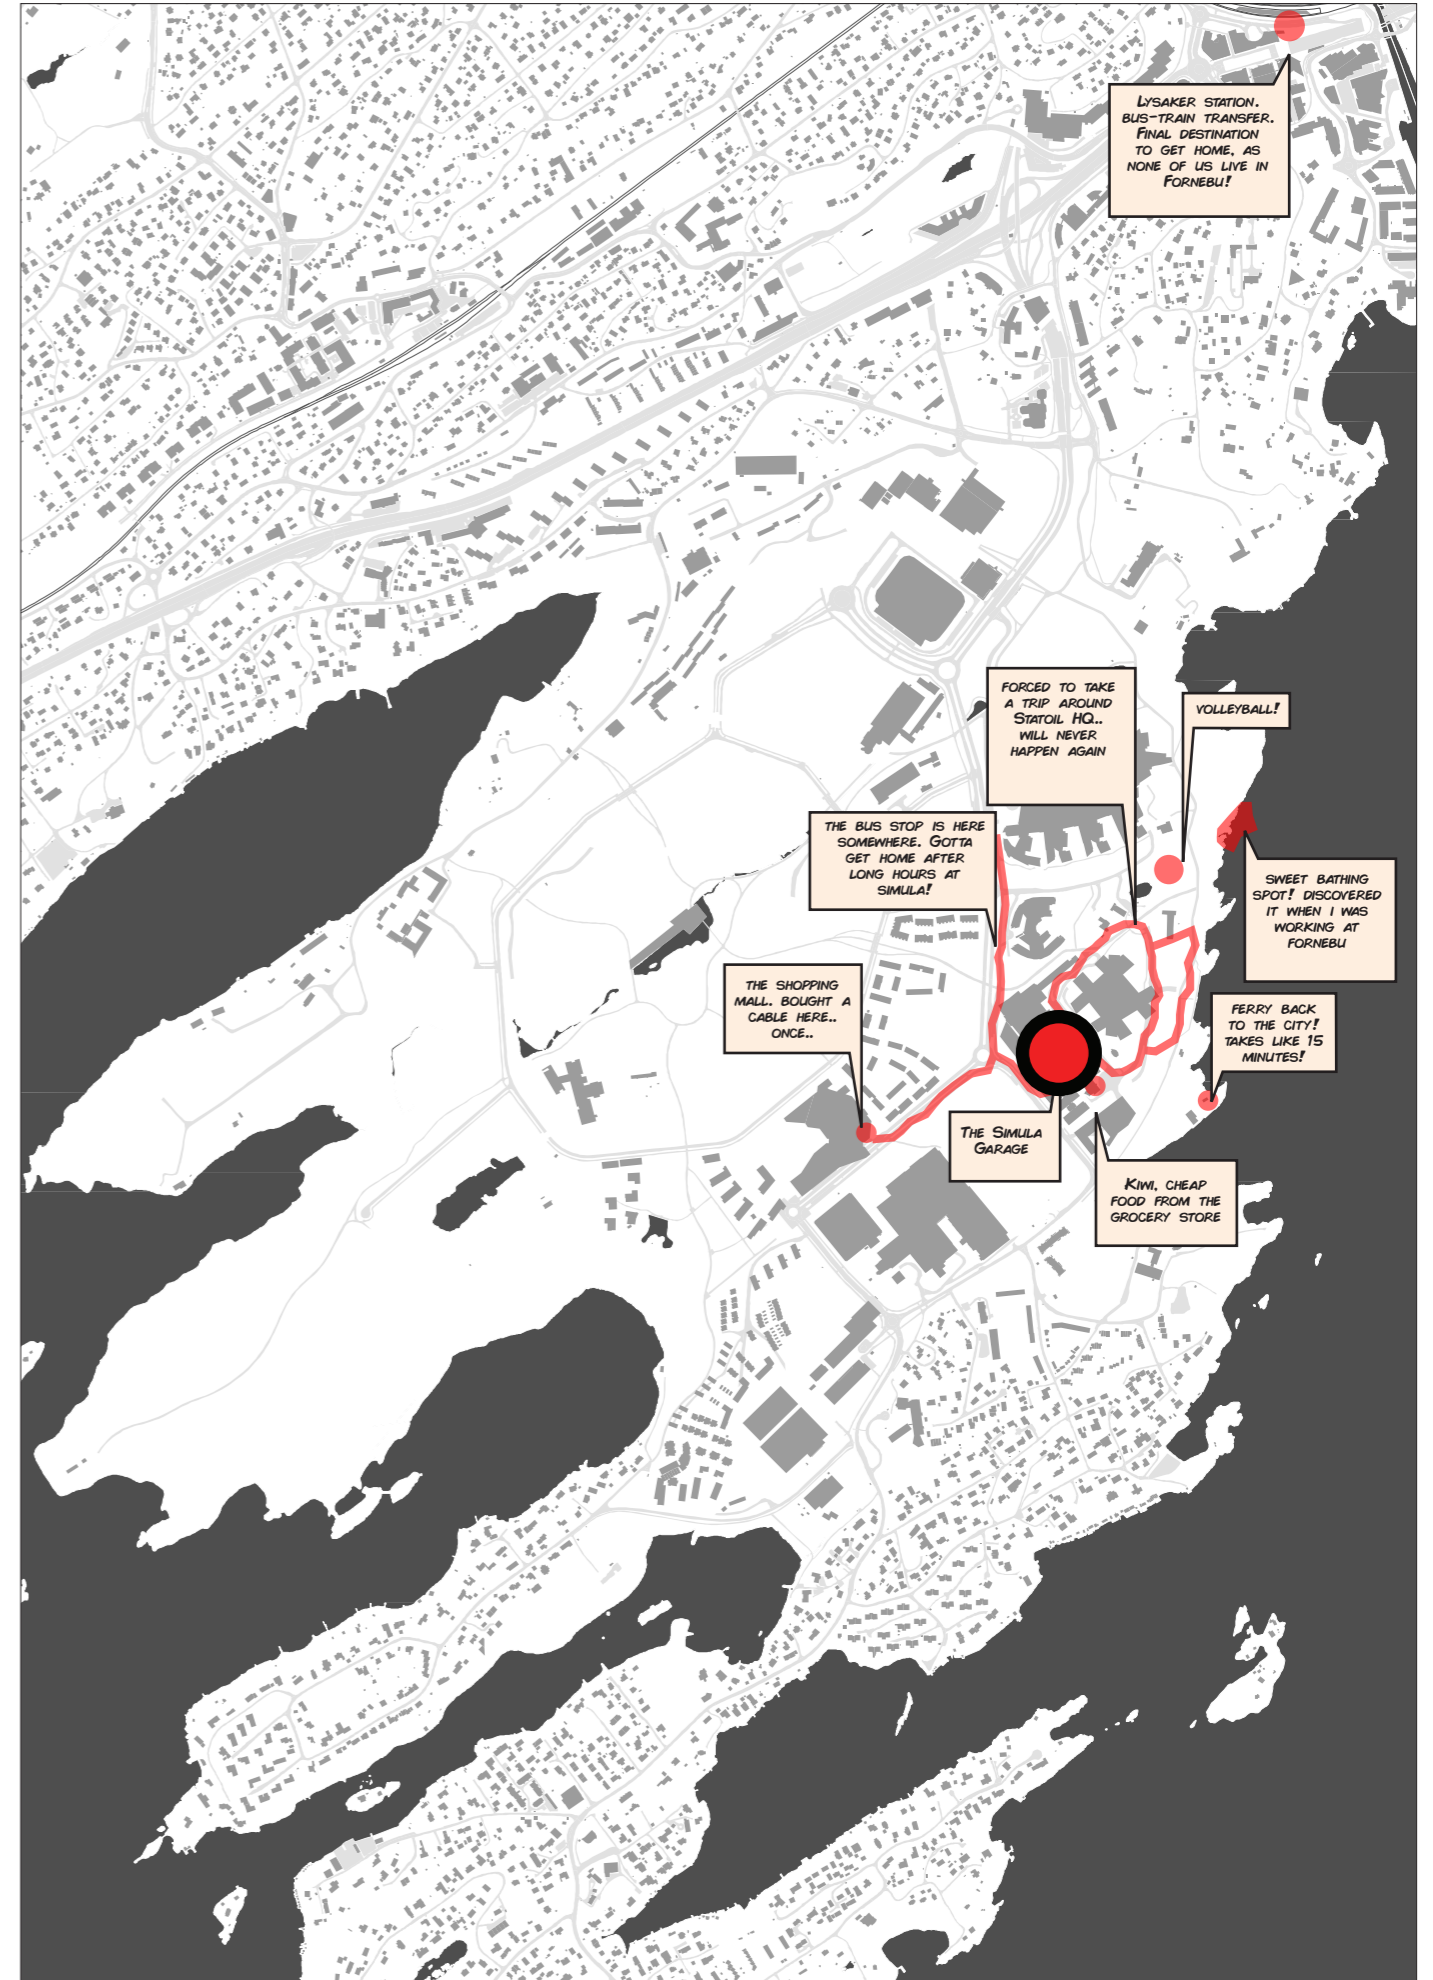 Lysaker station.
bus-train transfer.
Final destination
to get home, as
none of us live in
Fornebu!
forced to take
a trip around
Statoil HQ..
will never
happen again
volleyball!
the bus stop is here
somewhere. Gotta
get home after
long hours at
simula!
sweet bathing
spot! discovered
it when I was
working at
fornebu
the shopping
mall. bought a
cable here..
once..
ferry back
to the city!
takes like 15
minutes!
The Simula
Garage
Kiwi, cheap
food from the
grocery store